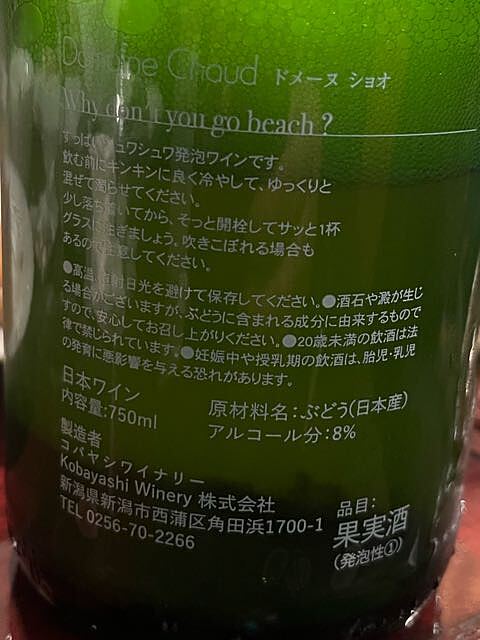 Domaine Chaud ドメーヌ ショオ
Why don't you go beach ?
すっぱいシュワシュワ発泡ワインです。
飲む前にキンキンに良く冷やして、ゆっくりと
混ぜて濁らせてください。
少し落ち着いてから、そっと開栓してサッと1杯
グラスに注ぎましょう。吹きこぼれる場合も
あるので注意してください。
●高温、直射日光を避けて保存してください。●酒石や澱が生じ
る場合がございますが、ぶどうに含まれる成分に由来するもので
すので、安心してお召し上がりください。●20歳未満の飲酒は法
律で禁じられています。●妊娠中や授乳期の飲酒は、胎児・乳児
の発育に悪影響を与える恐れがあります。
日本ワイン
内容量:750ml
原材料名:ぶどう(日本産)
アルコール分:8%
製造者
コバヤシワイナリー
Kobayashi Winery 株式会社
新潟県新潟市西蒲区角田浜1700-1
TEL 0256-70-2266
品目:
果実酒
(発泡性①)